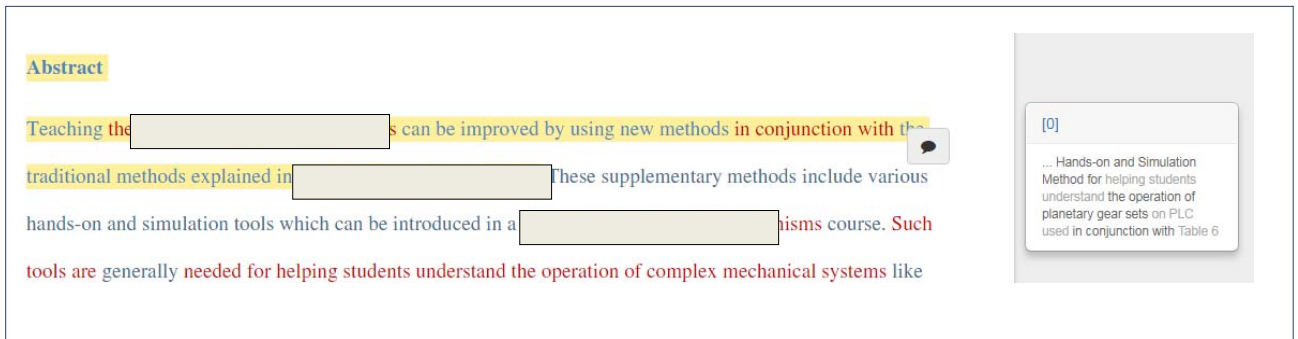 Abstract
Teaching the s can be improved by using new methods in conjunction with the
traditional methods explained in These supplementary methods include various
hands-on and simulation tools which can be introduced in a nisms course. Such
tools are generally needed for helping students understand the operation of complex mechanical systems like
[0]
... Hands-on and Simulation
Method for helping students
understand the operation of
planetary gear sets on PLC
used in conjunction with Table 6